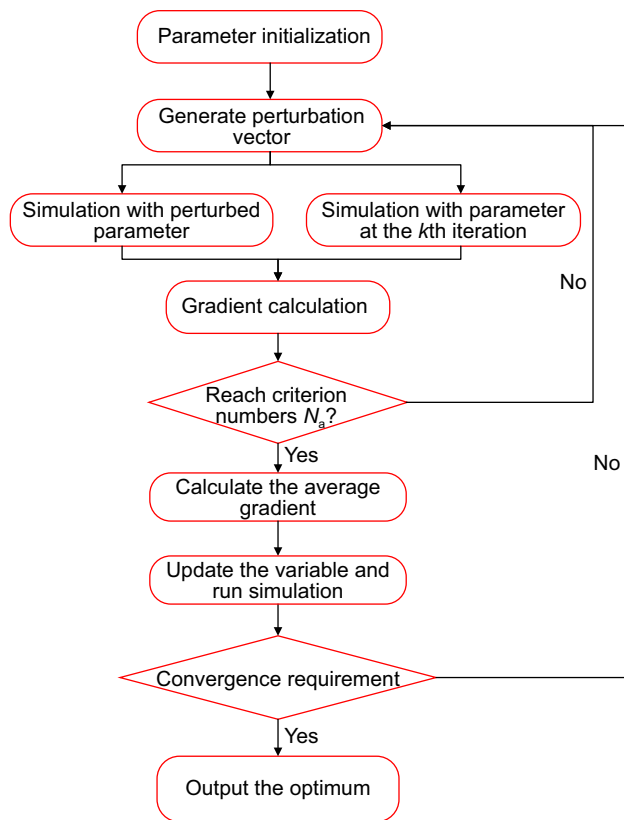 Parameter initialization
Generate perturbation
vector
Simulation with perturbed
parameter
Simulation with parameter
at the kth iteration
Gradient calculation
No
Reach criterion
numbers Na?
Yes
No
Calculate the average
gradient
Update the variable and
run simulation
Convergence requirement
Yes
Output the optimum